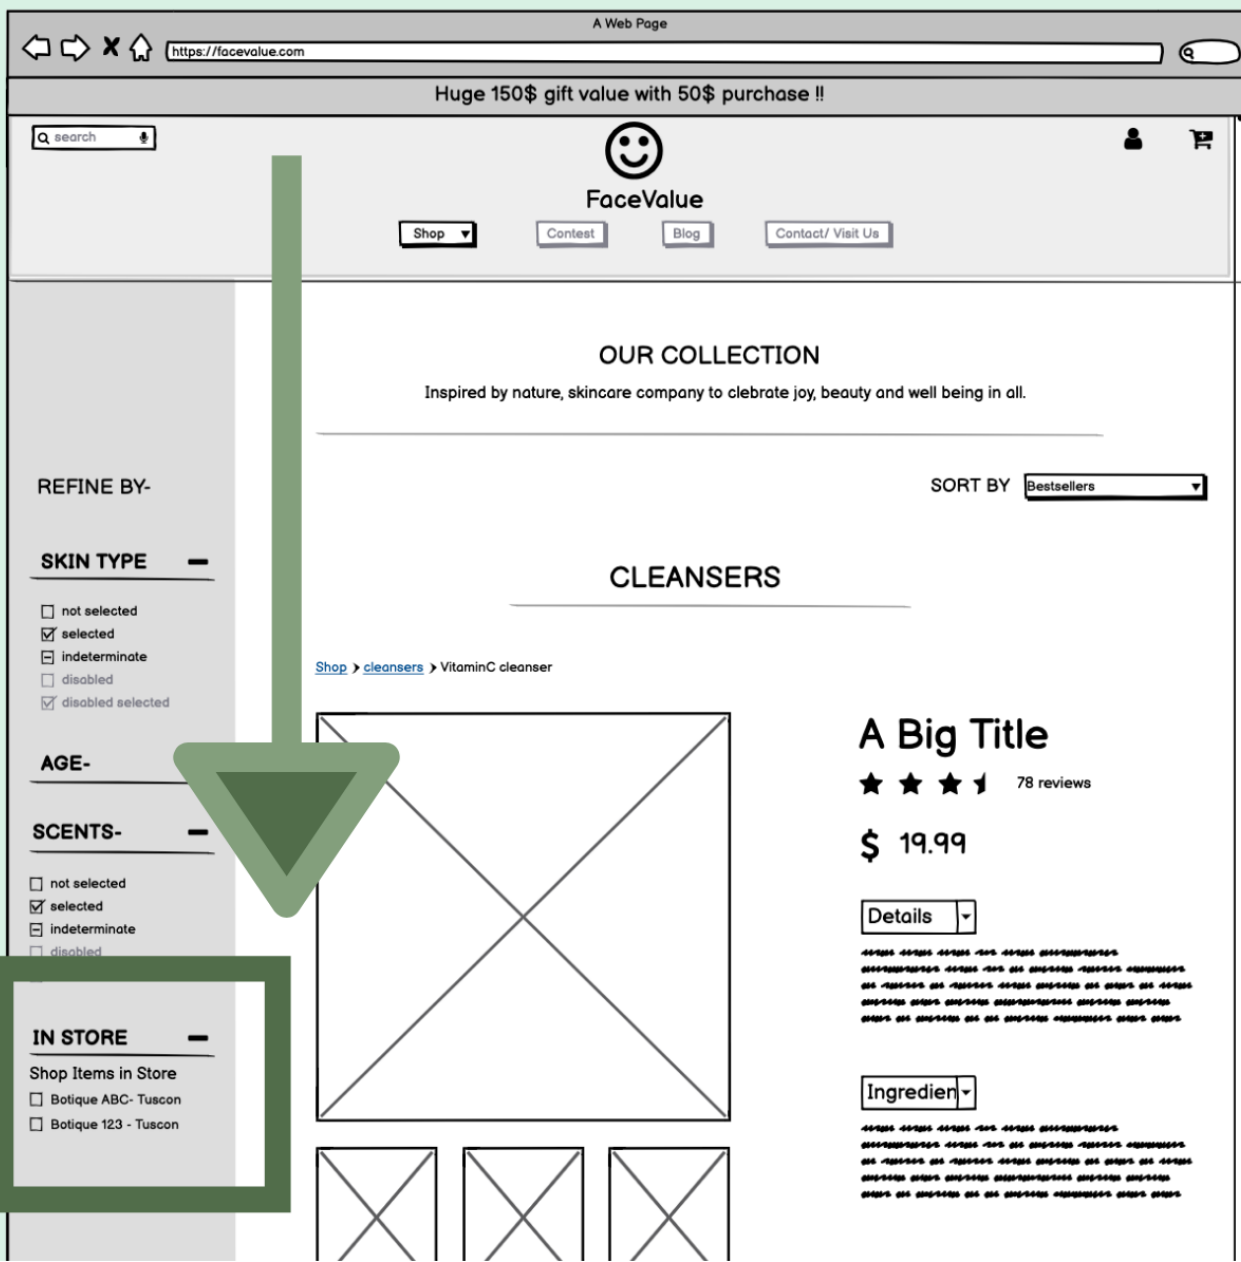 A Web Page
https://facevalue.com
Huge 150$ gift value with 50$ purchase !!
search
FaceValue
Shop
Contest
Blog
Contact/ Visit Us
OUR COLLECTION
Inspired by nature, skincare company to clebrate joy, beauty and well being in all.
REFINE BY-
SORT BY Bestsellers
SKIN TYPE
CLEANSERS
not selected
selected
indeterminate
disabled
disabled selected
Shop cleansers VitaminC cleanser
AGE-
SCENTS-
not selected
selected
indeterminate
disabled
IN STORE
Shop Items in Store
Botique ABC- Tuscon
Botique 123 - Tuscon
A Big Title
78 reviews
$ 19.99
Details
Ingredien